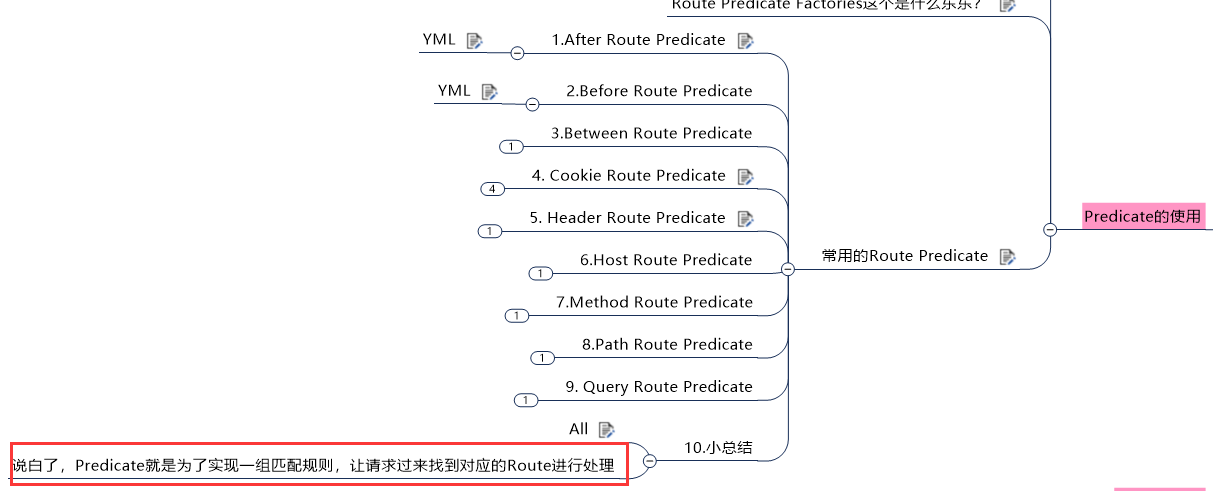 Route Predicate Factories这个是什么东东？
YML
1.After Route Predicate
YML
2.Before Route Predicate
1
3.Between Route Predicate
4
4. Cookie Route Predicate
1
5. Header Route Predicate
Predicate的使用
常用的Route Predicate
1
6.Host Route Predicate
1
7.Method Route Predicate
1
8.Path Route Predicate
1
9. Query Route Predicate
All
10.小总结
说白了，Predicate就是为了实现一组匹配规则，让请求过来找到对应的Route进行处理